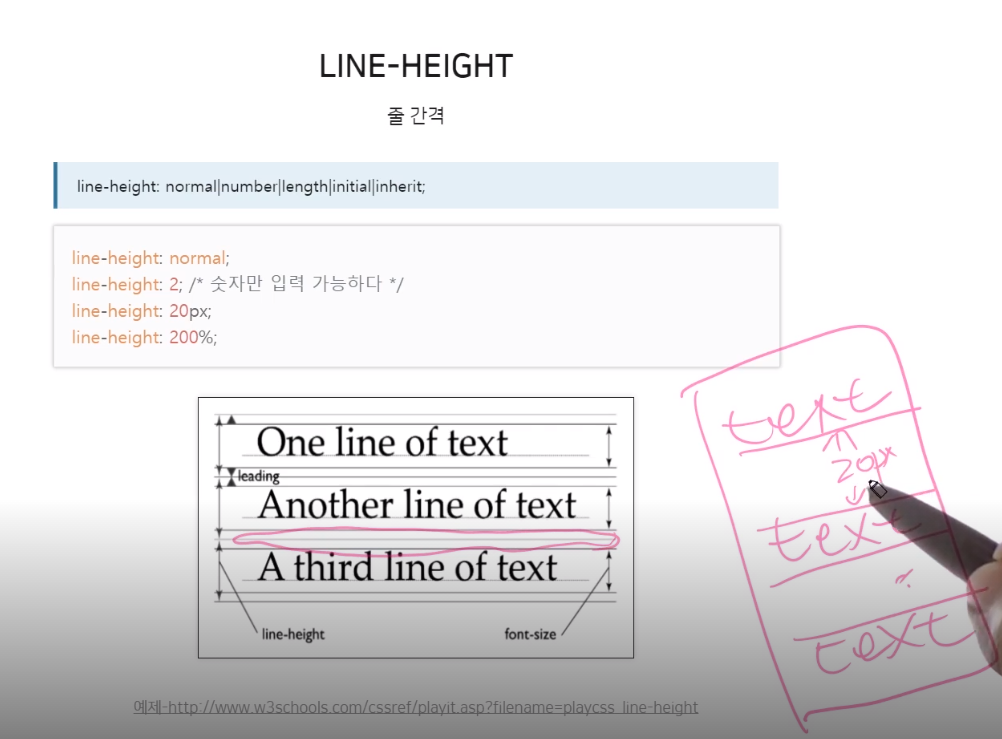 LINE-HEIGHT
줄 간격
line-height: normal|number|length|initial|inherit;
line-height: normal;
line-height: 2; /* 숫자만 입력 가능하다 */
line-height: 20px;
line-height: 200%;
text
One line of text
20px
leading
Another line of text
text
A third line of text
%
line-height
font-size
text
예제-http://www.w3schools.com/cssref/playit.asp?filename=playcss_line-height